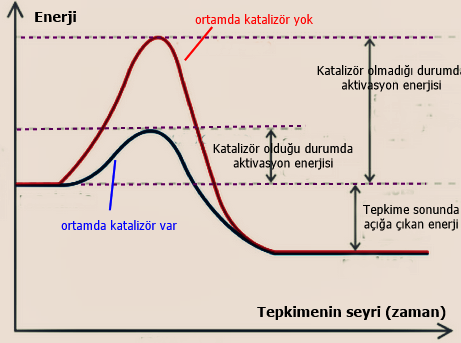 Enerji
ortamda katalizör yok
Katalizör olmadığı durumda
aktivasyon enerjisi
Katalizör olduğu durumda
aktivasyon enerjisi
ortamda katalizör var
Tepkime sonunda
açığa çıkan enerji
Tepkimenin seyri (zaman)